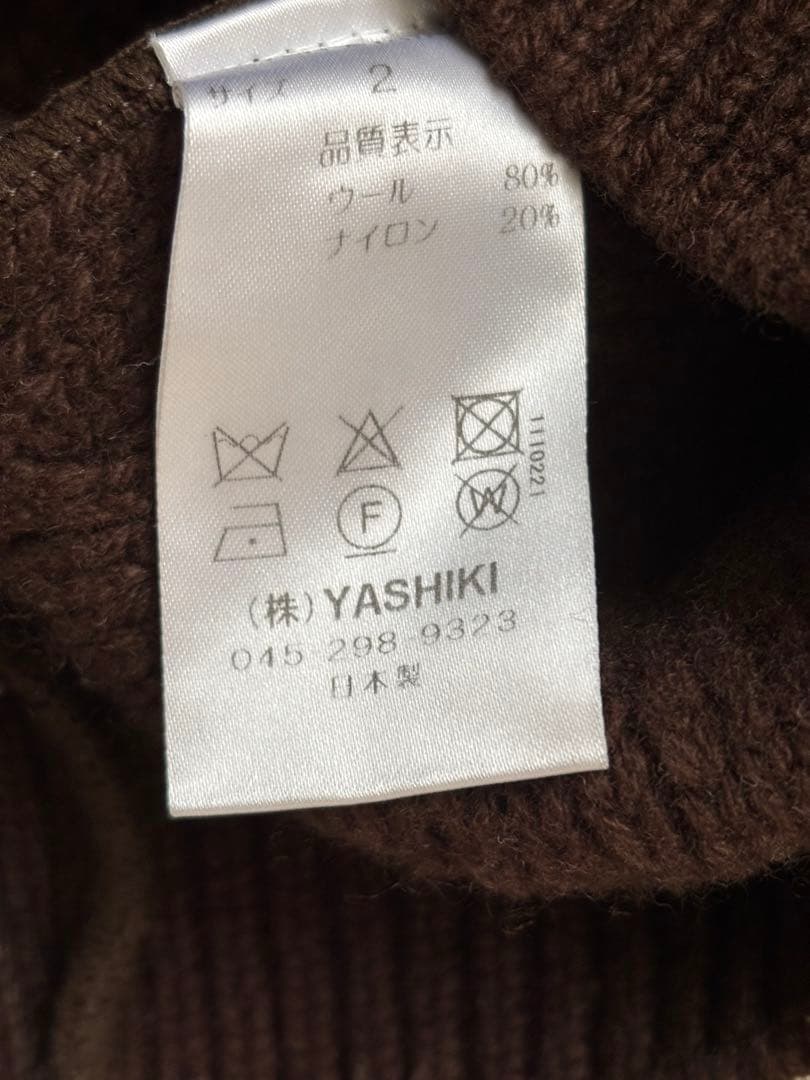 サイズ 2
品質表示
ウール 80%
ナイロン 20%
1110221
F
W
(株) YASHIKI
045-298-9323
日本製